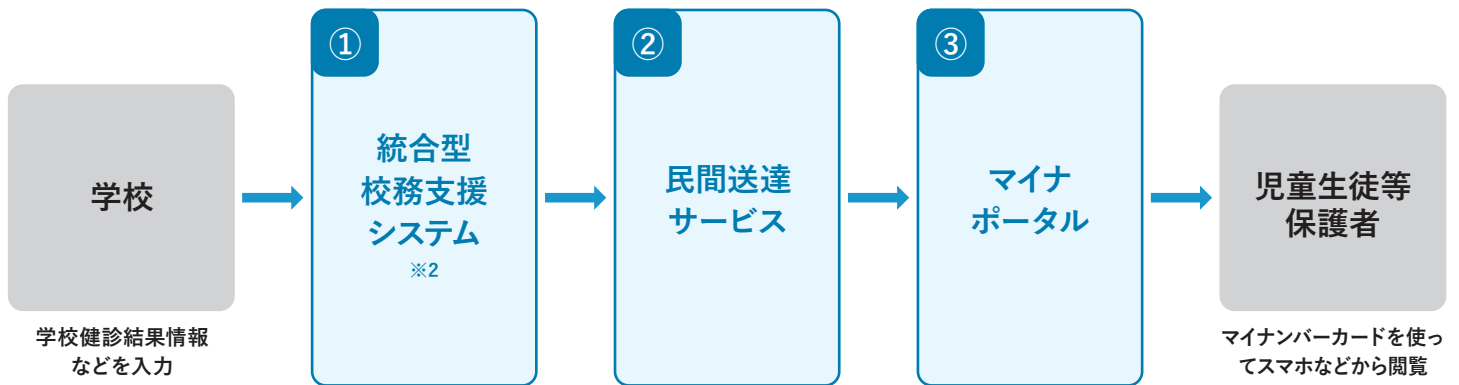 学校
学校健診結果情報
などを入力
①
統合型
校務支援
システム
※2
②
民間送達
サービス
③
マイナ
ポータル
児童生徒等
保護者
マイナンバーカードを使っ
てスマホなどから閲覧